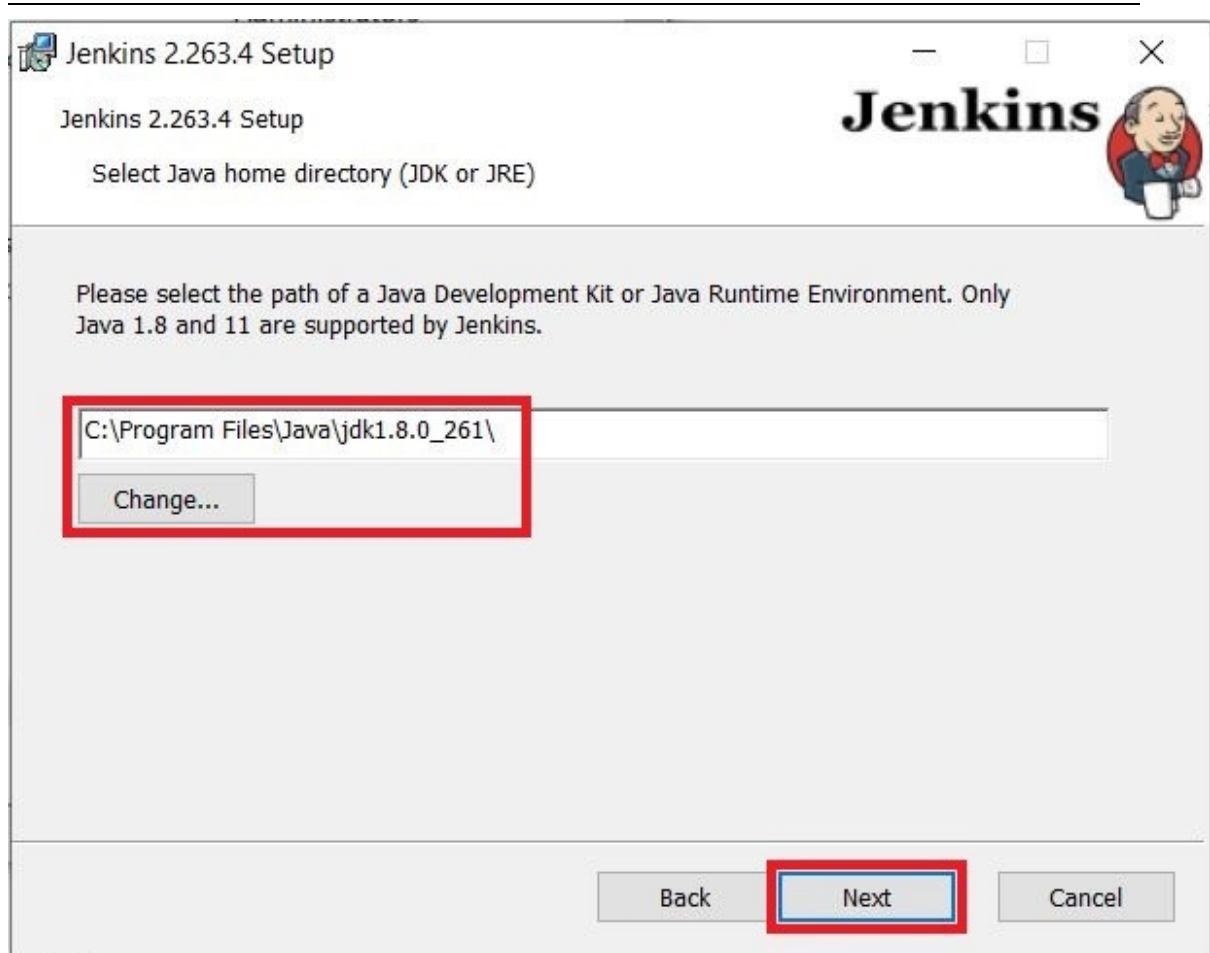 Jenkins 2.263.4 Setup
Jenkins 2.263.4 Setup
Jenkins
Select Java home directory (JDK or JRE)
Please select the path of a Java Development Kit or Java Runtime Environment. Only
Java 1.8 and 11 are supported by Jenkins.
C:\Program Files\Java\jdk1.8.0_261\
Change...
Back
Next
Cancel